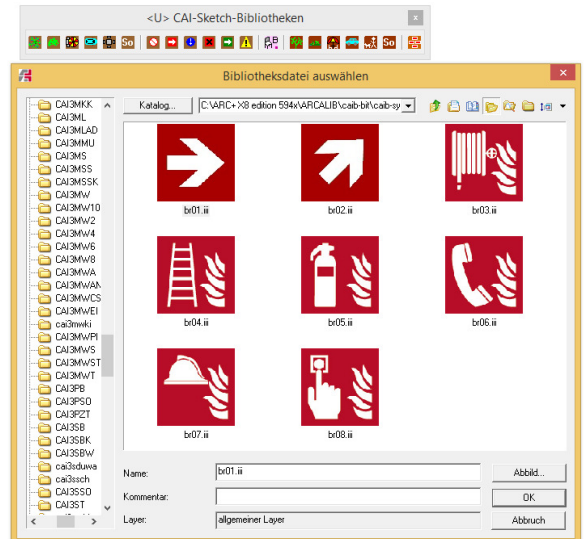 <U> CAI-Sketch-Bibliotheken
So
So
Bibliotheksdatei auswählen
Katalog...
C:\ARC+ X8 edition 594x\ARCALIB\caib-bit\caib-sy
CAI3MKK
CAI3ML
CAI3MLAD
CAI3MMU
CAI3MS
CAI3MSS
CAI3MSSK
CAI3MW
CAI3MW10
CAI3MW2
CAI3MW4
CAI3MW6
CAI3MW8
CAI3MWA
CAI3MWAN
CAI3MWCS
CAI3MWEI
cai3mwki
CAI3MWPI
CAI3MWS
CAI3MWST
CAI3MWT
CAI3PB
CAI3PSO
CAI3PZT
CAI3SB
CAI3SBK
CAI3SBW
cai3sduwa
cai3ssch
CAI3SSO
CAI3ST
br01.iii
br02.iii
br03.iii
br04.iii
br05.iii
br06.iii
br07.iii
br08.iii
Name:
br01.iii
Abbild...
Kommentar:
OK
Layer:
allgemeiner Layer
Abbruch